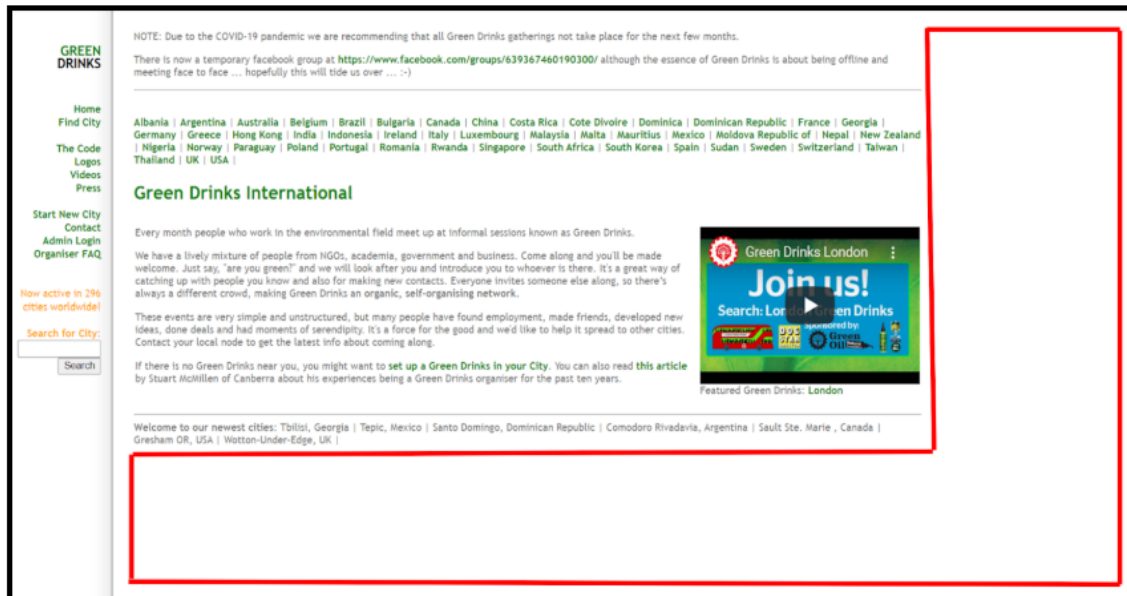 GREEN
DRINKS
Home
Find City
The Code
Logos
Videos
Press
Start New City
Contact
Admin Login
Organiser FAQ
Now active in 296
cities worldwide!
Search for City:
Search
NOTE: Due to the COVID-19 pandemic we are recommending that all Green Drinks gatherings not take place for the next few months.
There is now a temporary facebook group at https://www.facebook.com/groups/639367460190300/ although the essence of Green Drinks is about being offline and
meeting face to face ... hopefully this will tide us over ... :-)
Albania | Argentina | Australia | Belgium | Brazil | Bulgaria | Canada | China | Costa Rica | Cote Divoire | Dominica | Dominican Republic | France | Georgia |
Germany | Greece | Hong Kong | India | Indonesia | Ireland | Italy | Luxembourg | Malaysia | Malta | Mauritius | Mexico | Moldova Republic of | Nepal | New Zealand
| Nigeria | Norway | Paraguay | Poland | Portugal | Romania | Rwanda | Singapore | South Africa | South Korea | Spain | Sudan | Sweden | Switzerland | Taiwan |
Thailand | UK | USA |
Green Drinks International
Every month people who work in the environmental field meet up at informal sessions known as Green Drinks.
We have a lively mixture of people from NGOs, academia, government and business. Come along and you'll be made
welcome. Just say, "are you green?" and we will look after you and introduce you to whoever is there. It's a great way of
catching up with people you know and also for making new contacts. Everyone invites someone else along, so there's
always a different crowd, making Green Drinks an organic, self-organising network.
These events are very simple and unstructured, but many people have found employment, made friends, developed new
ideas, done deals and had moments of serendipity. It's a force for the good and we'd like to help it spread to other cities.
Contact your local node to get the latest info about coming along.
If there is no Green Drinks near you, you might want to set up a Green Drinks in your City. You can also read this article
by Stuart McMillen of Canberra about his experiences being a Green Drinks organiser for the past ten years.
Green Drinks London
Join us!
Search: London Green Drinks
sponsored by:
Green
Oil
Featured Green Drinks: London
Welcome to our newest cities: Tbilisi, Georgia | Tepic, Mexico | Santo Domingo, Dominican Republic | Comodoro Rivadavia, Argentina | Sault Ste. Marie , Canada |
Gresham OR, USA | Wotton-Under-Edge, UK |